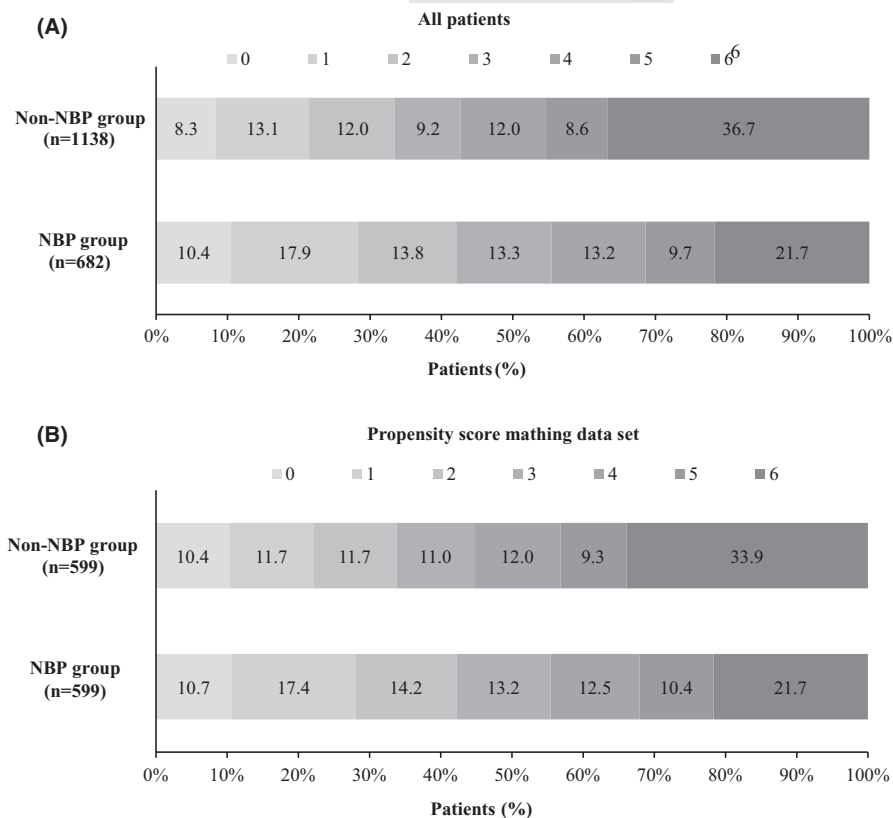 (A)
All patients
0 1 2 3 4 5 6 6
Non-NBP group
(n=1138)
8.3 13.1 12.0 9.2 12.0 8.6 36.7
NBP group
(n=682)
10.4 17.9 13.8 13.3 13.2 9.7 21.7
0% 10% 20% 30% 40% 50% 60% 70% 80% 90% 100%
Patients (%)
(B)
Propensity score mathing data set
0 1 2 3 4 5 6
Non-NBP group
(n=599)
10.4 11.7 11.7 11.0 12.0 9.3 33.9
NBP group
(n=599)
10.7 17.4 14.2 13.2 12.5 10.4 21.7
0% 10% 20% 30% 40% 50% 60% 70% 80% 90% 100%
Patients (%)